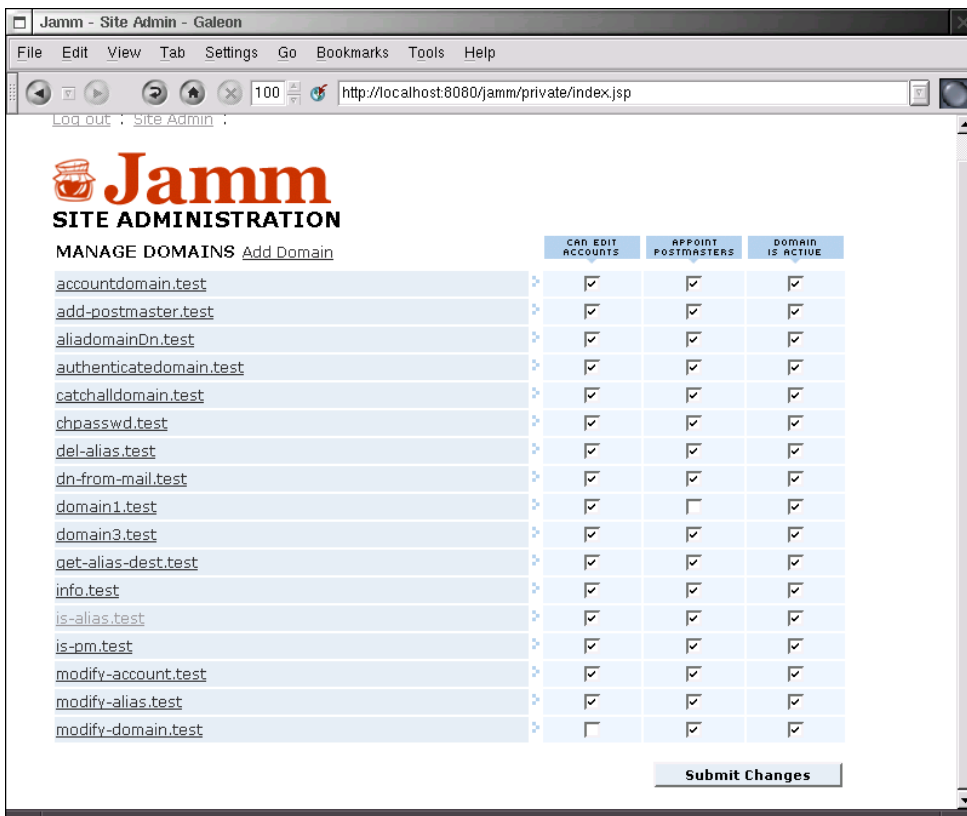 Jamm - Site Admin - Galeon
File Edit View Tab Settings Go Bookmarks Tools Help
100 http://localhost:8080/jamm/private/index.jsp
Log out : Site Admin :
Jamm
SITE ADMINISTRATION
MANAGE DOMAINS Add Domain
CAN EDIT ACCOUNTS
APPOINT POSTMASTERS
DOMAIN IS ACTIVE
accountdomain.test
add-postmaster.test
aliadomainDn.test
authenticatedomain.test
catchalldomain.test
chpasswd.test
del-alias.test
dn-from-mail.test
domain1.test
domain3.test
get-alias-dest.test
info.test
is-alias.test
is-pm.test
modify-account.test
modify-alias.test
modify-domain.test
Submit Changes